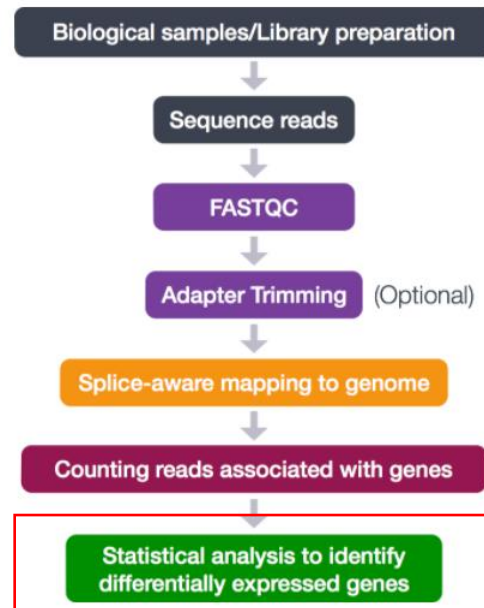 Biological samples/Library preparation
Sequence reads
FASTQC
Adapter Trimming (Optional)
Splice-aware mapping to genome
Counting reads associated with genes
Statistical analysis to identify
differentially expressed genes